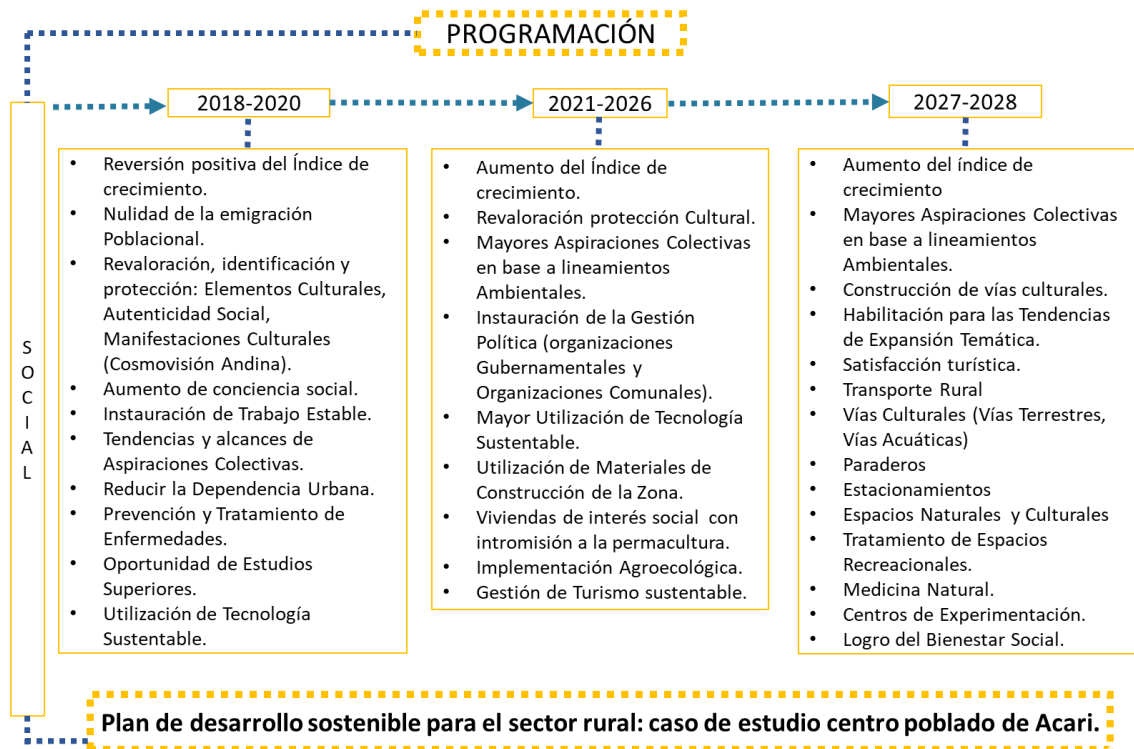 PROGRAMACIÓN
SOCIAL
2018-2020
• Reversión positiva del Índice de
crecimiento.
• Nulidad de la emigración
Poblacional.
• Revaloración, identificación y
protección: Elementos Culturales,
Autenticidad Social,
Manifestaciones Culturales
(Cosmovisión Andina).
• Aumento de conciencia social.
• Instauración de Trabajo Estable.
• Tendencias y alcances de
Aspiraciones Colectivas.
• Reducir la Dependencia Urbana.
• Prevención y Tratamiento de
Enfermedades.
• Oportunidad de Estudios
Superiores.
• Utilización de Tecnología
Sustentable.
2021-2026
• Aumento del Índice de
crecimiento.
• Revaloración protección Cultural.
• Mayores Aspiraciones Colectivas
en base a lineamientos
Ambientales.
• Instauración de la Gestión
Política (organizaciones
Gubernamentales y
Organizaciones Comunales).
• Mayor Utilización de Tecnología
Sustentable.
• Utilización de Materiales de
Construcción de la Zona.
• Viviendas de interés social con
intromisión a la permacultura.
• Implementación Agroecológica.
• Gestión de Turismo sustentable.
2027-2028
• Aumento del índice de
crecimiento
• Mayores Aspiraciones Colectivas
en base a lineamientos
Ambientales.
• Construcción de vías culturales.
• Habilitación para las Tendencias
de Expansión Temática.
• Satisfacción turística.
• Transporte Rural
• Vías Culturales (Vías Terrestres,
Vías Acuáticas)
• Paraderos
• Estacionamientos
• Espacios Naturales y Culturales
• Tratamiento de Espacios
Recreacionales.
• Medicina Natural.
• Centros de Experimentación.
• Logro del Bienestar Social.
Plan de desarrollo sostenible para el sector rural: caso de estudio centro poblado de Acari.